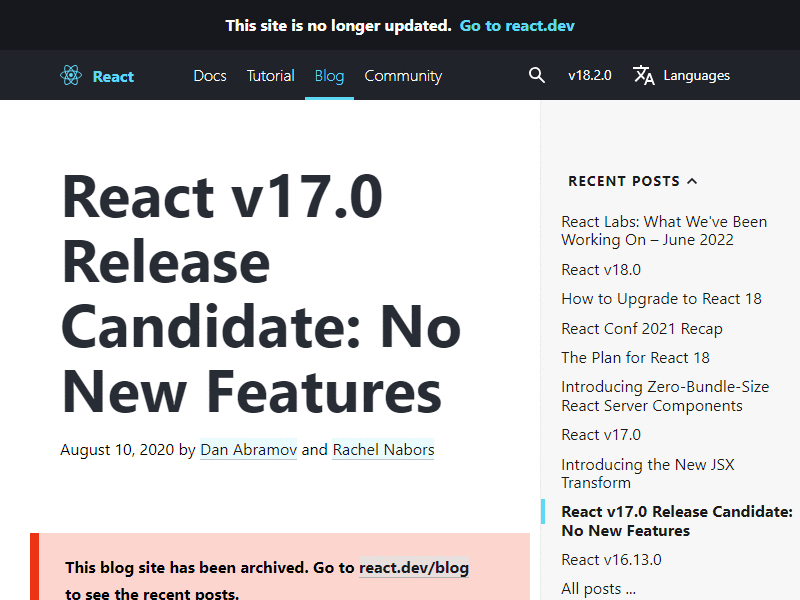 This site is no longer updated. Go to react.dev
React Docs Tutorial Blog Community v18.2.0 Languages
React v17.0
Release
Candidate: No
New Features
August 10, 2020 by Dan Abramov and Rachel Nabors
This blog site has been archived. Go to react.dev/blog
to see the recent posts.
RECENT POSTS
React Labs: What We've Been
Working On – June 2022
React v18.0
How to Upgrade to React 18
React Conf 2021 Recap
The Plan for React 18
Introducing Zero-Bundle-Size
React Server Components
React v17.0
Introducing the New JSX
Transform
React v17.0 Release Candidate:
No New Features
React v16.13.0
All posts ...